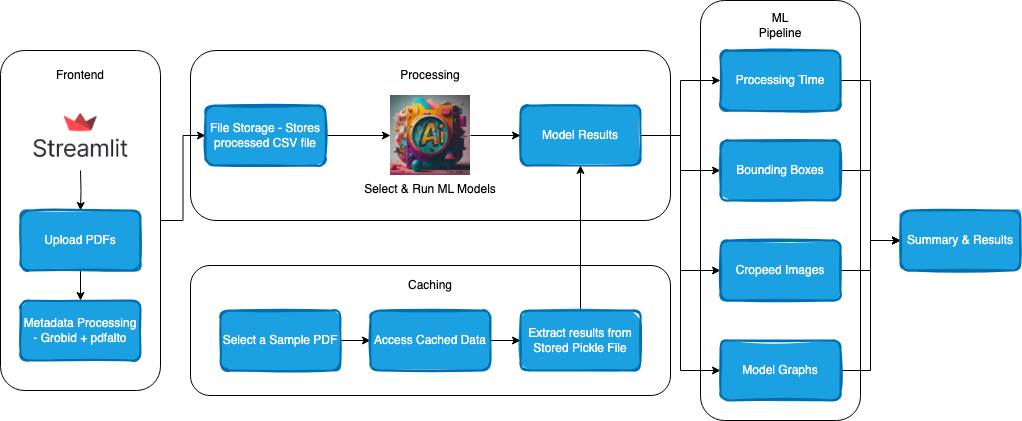 Frontend
Streamlit
Upload PDFs
Metadata Processing
- Grobid + pdfalto
Processing
File Storage - Stores
processed CSV file
Ai
Select & Run ML Models
Model Results
Caching
Select a Sample PDF
Access Cached Data
Extract results from
Stored Pickle File
ML
Pipeline
Processing Time
Bounding Boxes
Cropeed Images
Model Graphs
Summary & Results